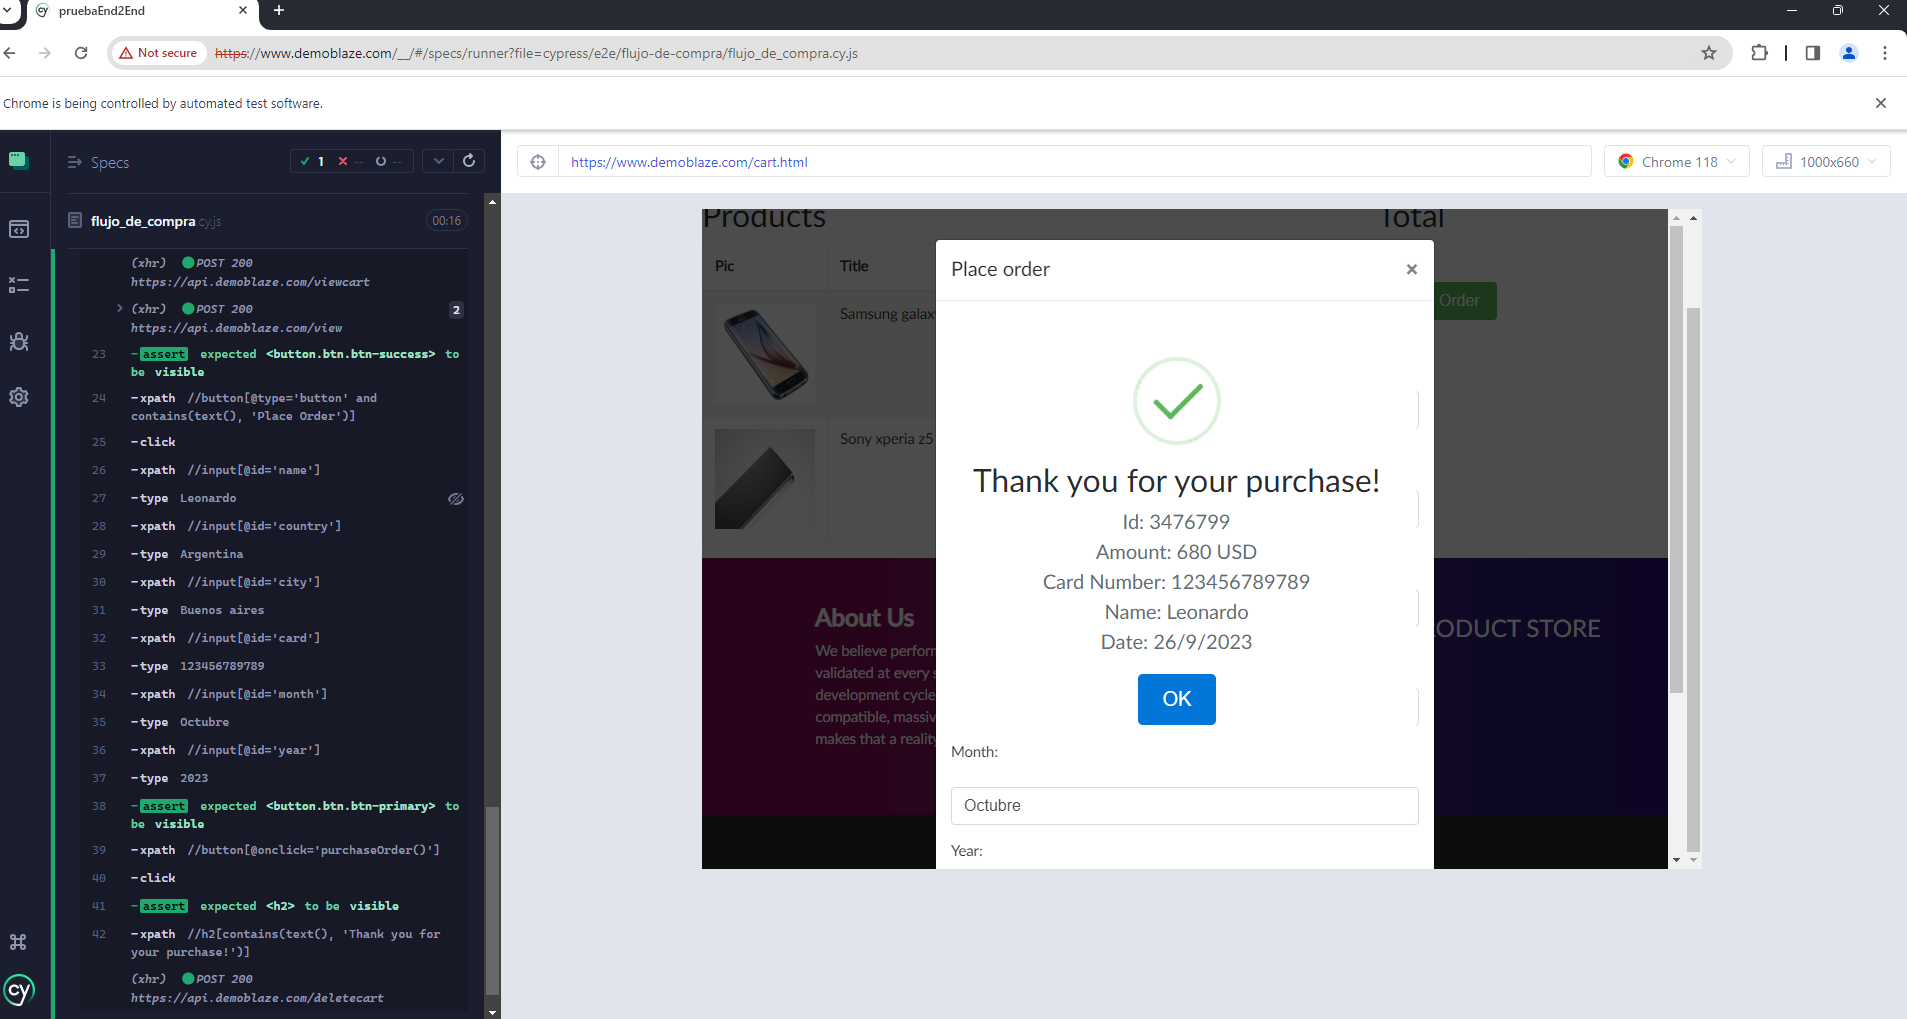 pruebaEnd2End
Not secure
https://www.demoblaze.com/__/#/specs/runner?file=cypress/e2e/flujo-de-compra/flujo_de_compra.cy.js
Chrome is being controlled by automated test software.
Specs
1 -- --
flujo_de_compra.cy.js
00:16
(xhr) POST 200
https://api.demoblaze.com/viewcart
(xhr) POST 200
2
https://api.demoblaze.com/view
23 -assert expected <button.btn.btn-success> to
be visible
24 -xpath //button[@type='button' and
contains(text(), 'Place Order')]
25 -click
26 -xpath //input[@id='name']
27 -type Leonardo
28 -xpath //input[@id='country']
29 -type Argentina
30 -xpath //input[@id='city']
31 -type Buenos aires
32 -xpath //input[@id='card']
33 -type 123456789789
34 -xpath //input[@id='month']
35 -type Octubre
36 -xpath //input[@id='year']
37 -type 2023
38 -assert expected <button.btn.btn-primary> to
be visible
39 -xpath //button[@onclick='purchaseOrder()']
40 -click
41 -assert expected <h2> to be visible
42 -xpath //h2[contains(text(), 'Thank you for
your purchase!')]
(xhr) POST 200
https://api.demoblaze.com/deletecart
cy
https://www.demoblaze.com/cart.html
Chrome 118
1000x660
Products
Total
Pic
Title
Samsung galax
Sony xperia z5
Order
Place order
×
Thank you for your purchase!
Id: 3476799
Amount: 680 USD
Card Number: 123456789789
Name: Leonardo
Date: 26/9/2023
OK
Month:
Octubre
Year:
About Us
We believe perform
validated at every s
development cycle
compatible, massiv
makes that a reality
RODUCT STORE